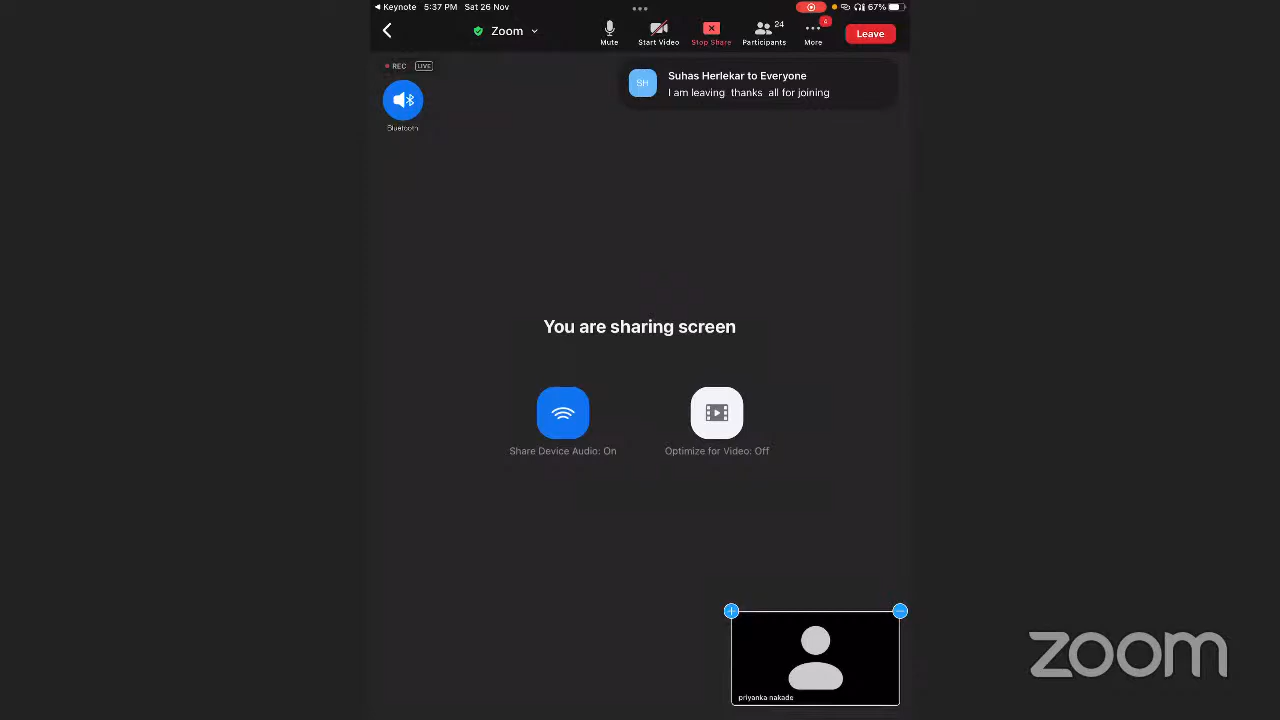 Keynote 5:37 PM Sat 26 Nov 67%
Zoom
Mute Start Video Stop Share Participants 24 More Leave
REC LIVE
Bluetooth
SH
Suhas Herlekar to Everyone
I am leaving thanks all for joining
You are sharing screen
Share Device Audio: On Optimize for Video: Off
priyanka nakade
zoom